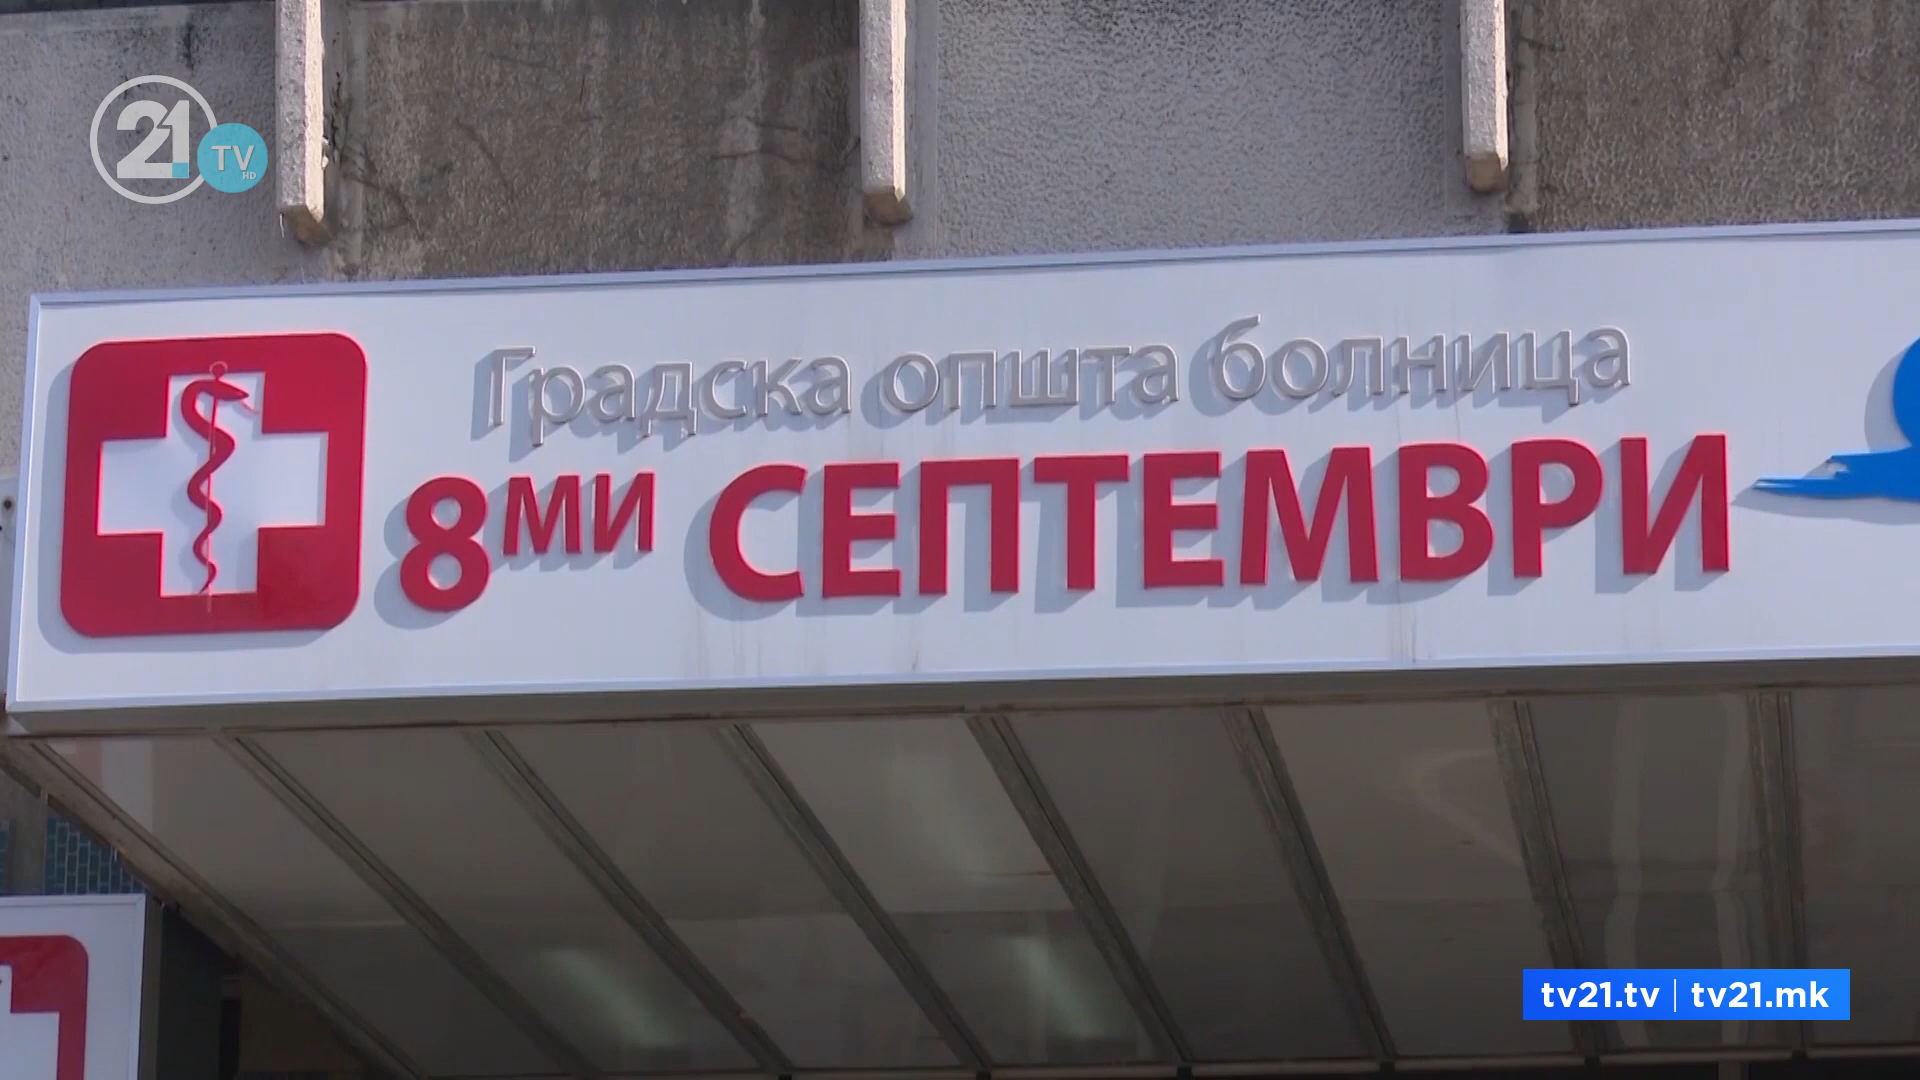 21
TV
HD
Градска општа болница
8МИ СЕПТЕМВРИ
tv21.tv | tv21.mk